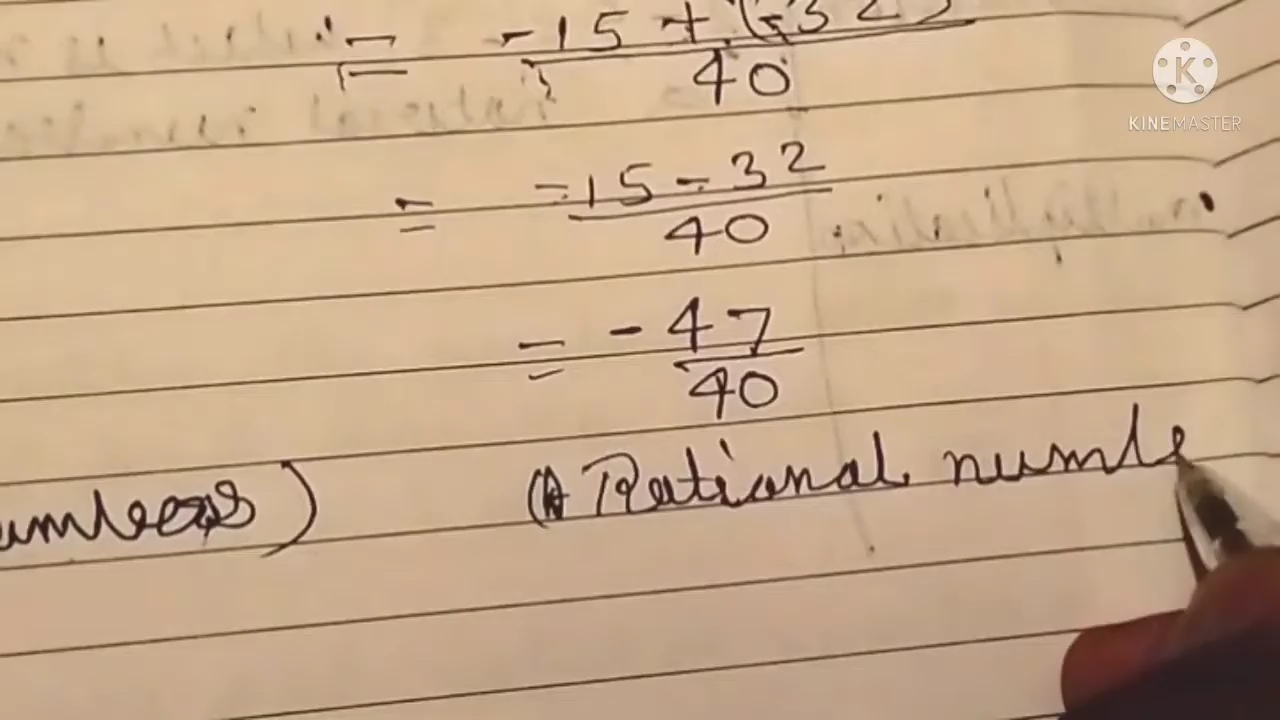 = -15 + (-32)
40
= -15 - 32
40
= -47
40
umbers) (A Rational numbe
K
KINEMASTER